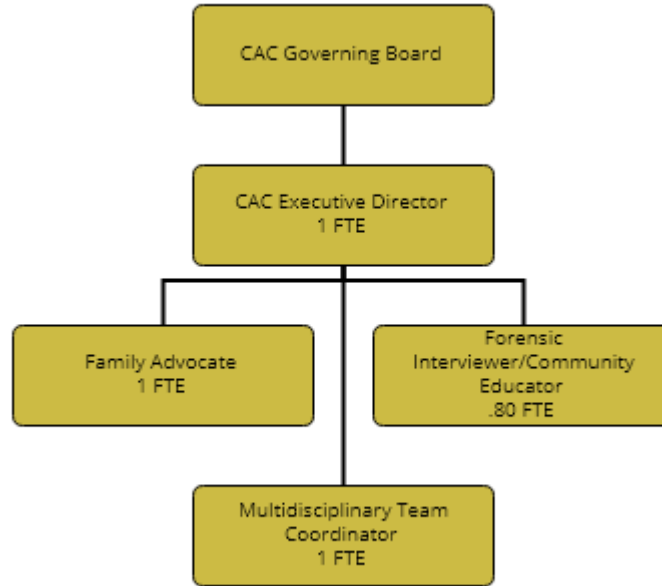 CAC Governing Board
CAC Executive Director
1 FTE
Family Advocate
1 FTE
Forensic
Interviewer/Community
Educator
.80 FTE
Multidisciplinary Team
Coordinator
1 FTE